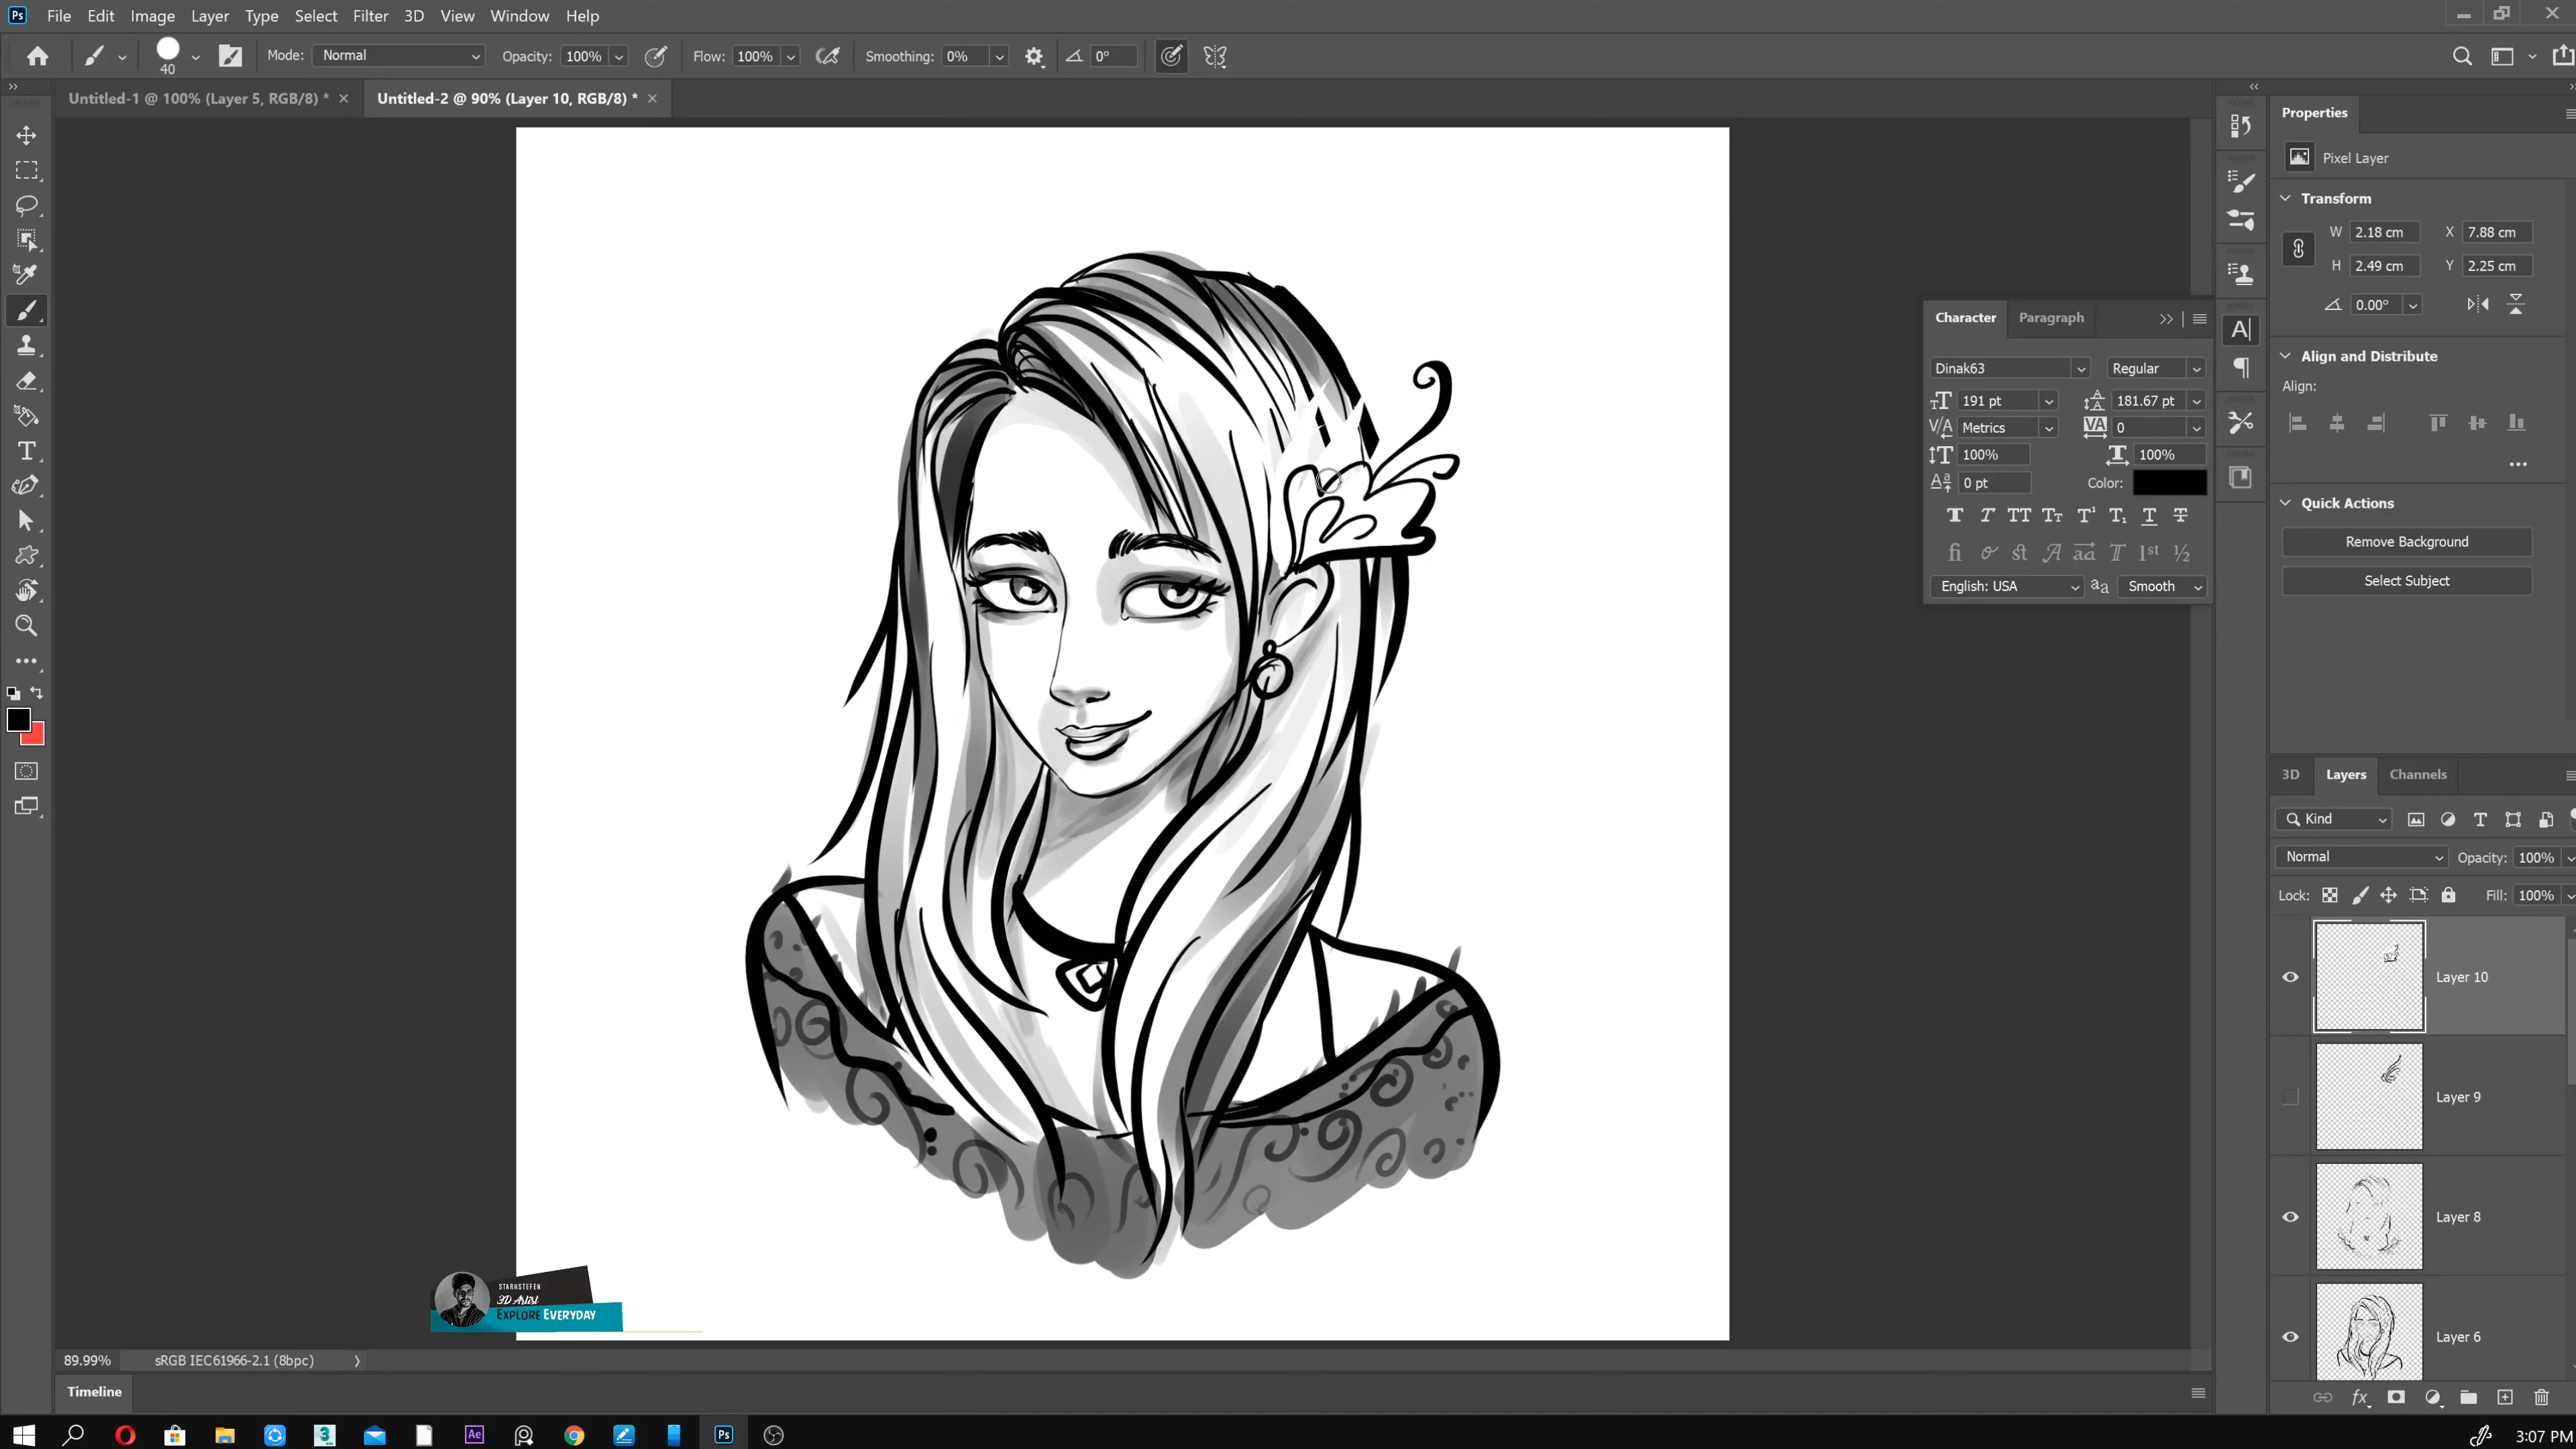 File Edit Image Layer Type Select Filter 3D View Window Help
40 Mode: Normal Opacity: 100% Flow: 100% Smoothing: 0% 0°
Untitled-1 @ 100% (Layer 5, RGB/8) * Untitled-2 @ 90% (Layer 10, RGB/8) *
Properties
Pixel Layer
Transform
W 2.18 cm X 7.88 cm
H 2.49 cm Y 2.25 cm
0.00°
Align and Distribute
Align:
Quick Actions
Remove Background
Select Subject
Character Paragraph
Dinak63 Regular
191 pt 181.67 pt
Metrics 0
100% 100%
0 pt Color:
English: USA Smooth
3D Layers Channels
Kind
Normal Opacity: 100%
Lock: Fill: 100%
Layer 10
Layer 9
Layer 8
Layer 6
STARHSTEFEN
3D Artist
EXPLORE EVERYDAY
89.99% sRGB IEC61966-2.1 (8bpc)
Timeline
3:07 PM